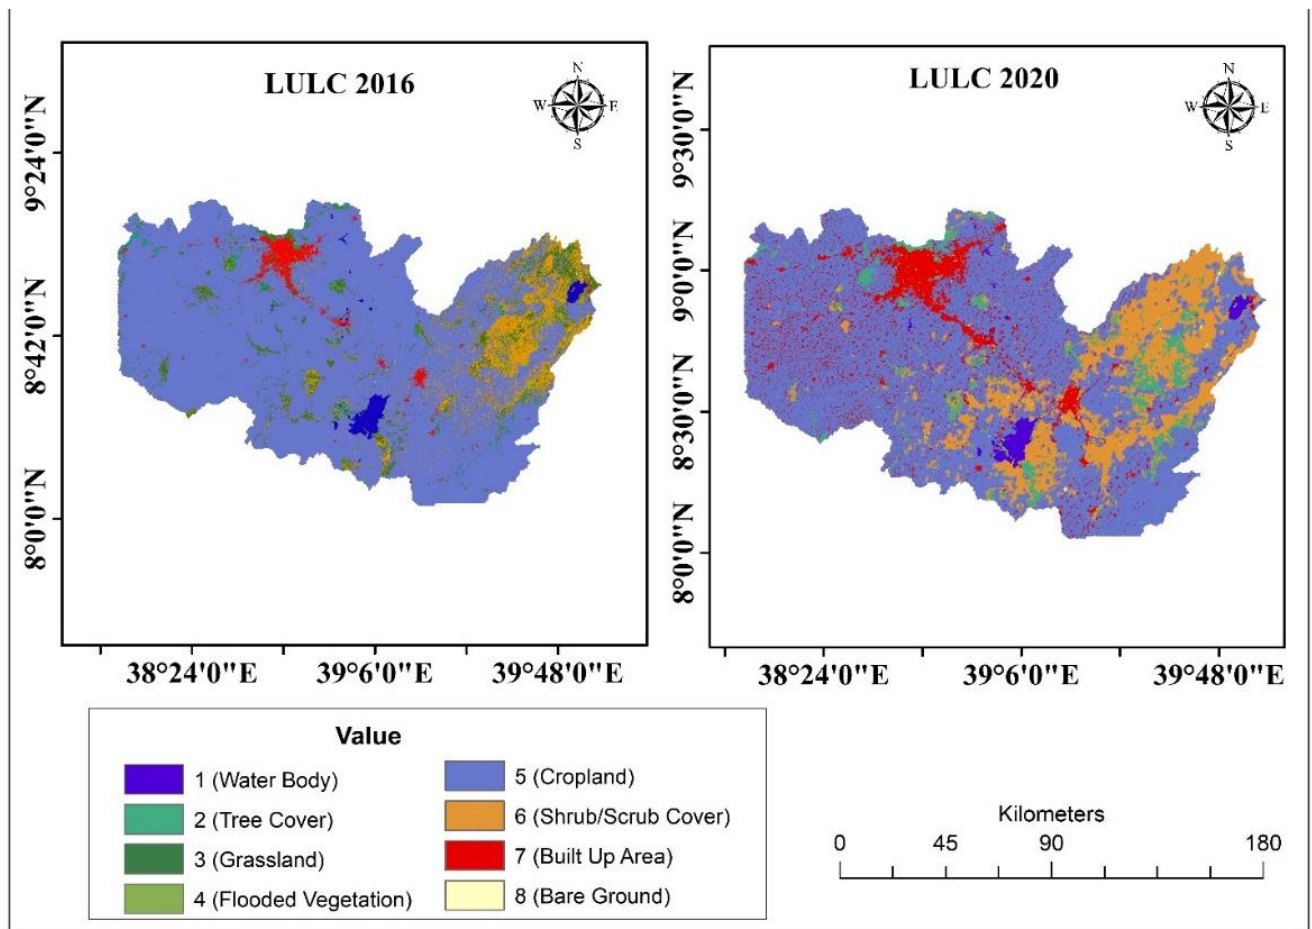 LULC 2016
N
W E
S
9°24'0"N
8°42'0"N
8°0'0"N
38°24'0"E 39°6'0"E 39°48'0"E
LULC 2020
N
W E
S
9°30'0"N
9°0'0"N
8°30'0"N
8°0'0"N
38°24'0"E 39°6'0"E 39°48'0"E
Value
1 (Water Body)
2 (Tree Cover)
3 (Grassland)
4 (Flooded Vegetation)
5 (Cropland)
6 (Shrub/Scrub Cover)
7 (Built Up Area)
8 (Bare Ground)
Kilometers
0 45 90 180